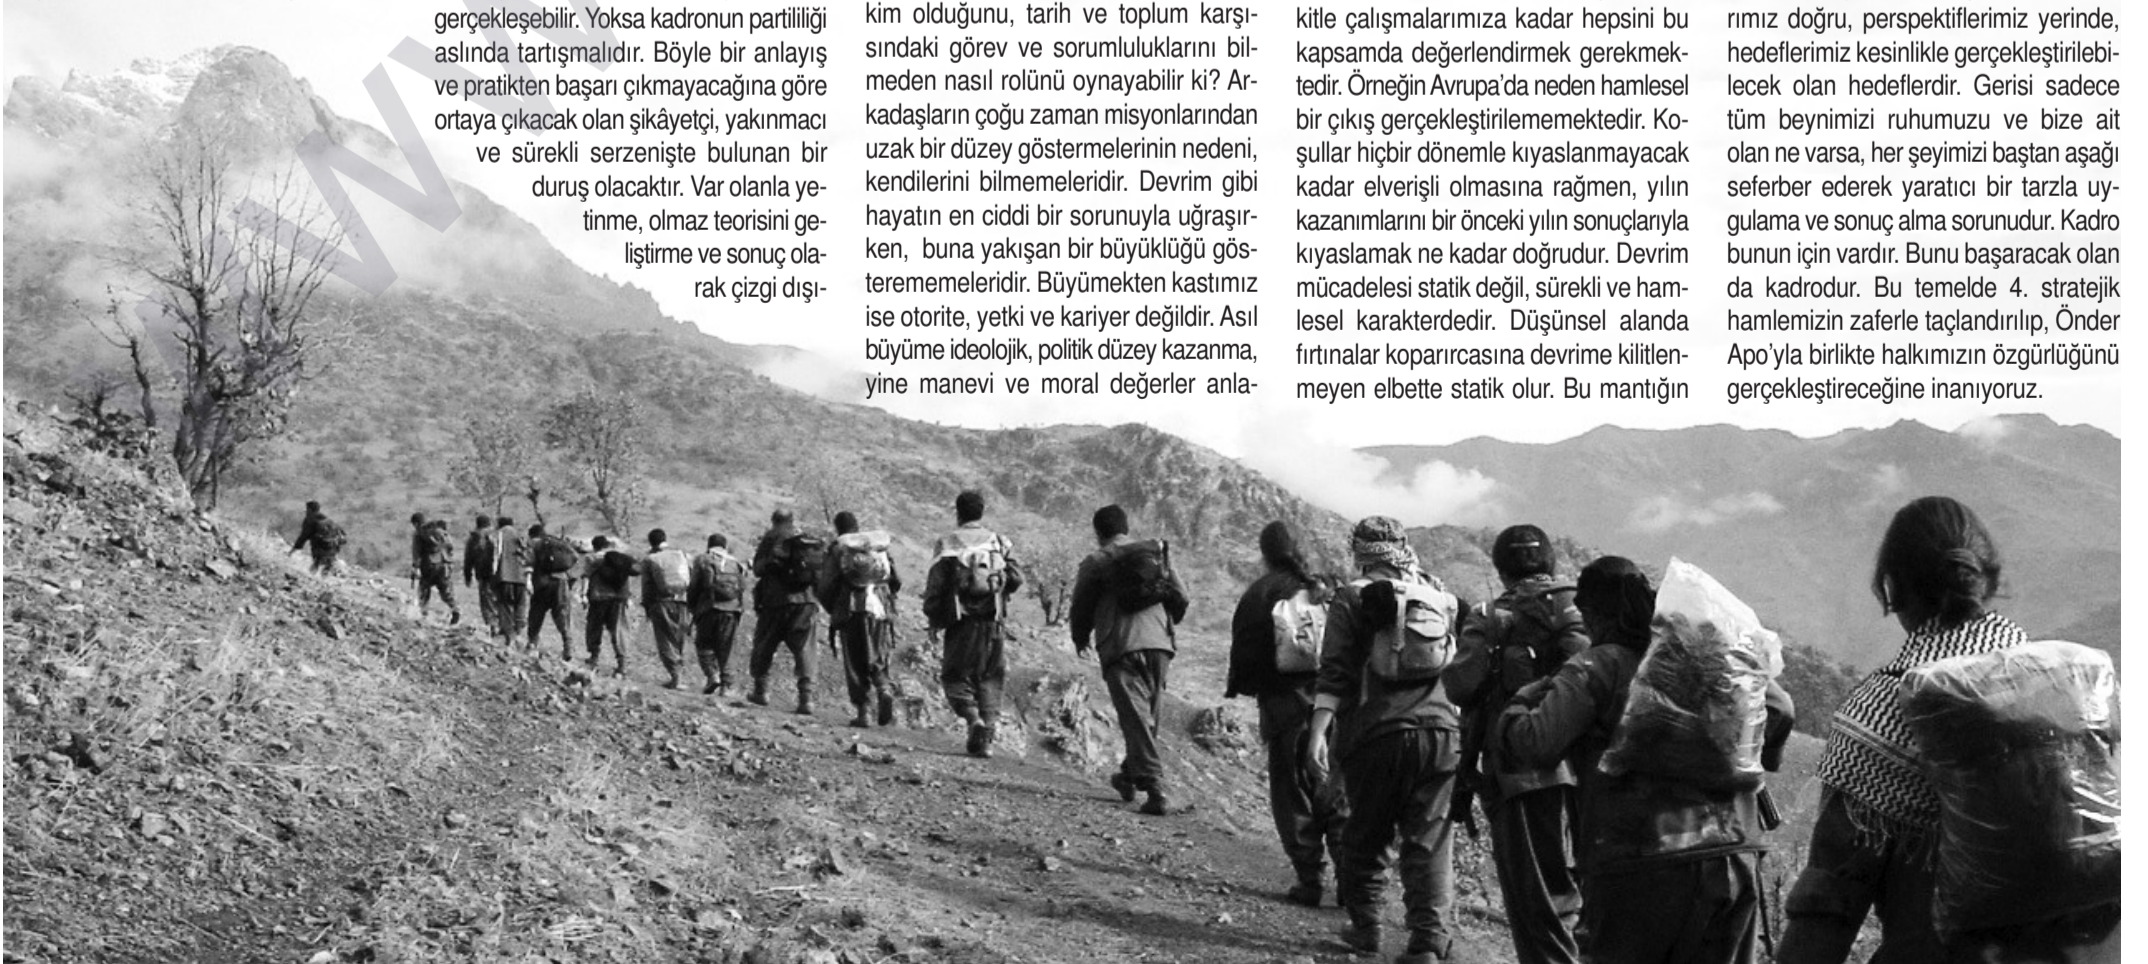 gerçekleşebilir. Yoksa kadronun partililiği
aslında tartışmalıdır. Böyle bir anlayış
ve pratikten başarı çıkmayacağına göre
ortaya çıkacak olan şikâyetçi, yakınmacı
ve sürekli serzenişte bulunan bir
duruş olacaktır. Var olanla ye-
tinme, olmaz teorisini ge-
liştirme ve sonuç ola-
rak çizgi dışı-
kim olduğunu, tarih ve toplum karşı-
sındaki görev ve sorumluluklarını bil-
meden nasıl rolünü oynayabilir ki? Ar-
kadaşların çoğu zaman misyonlarından
uzak bir düzey göstermelerinin nedeni,
kendilerini bilmemeleridir. Devrim gibi
hayatın en ciddi bir sorunuyla uğraşır-
ken, buna yakışan bir büyüklüğü gös-
terememeleridir. Büyümekten kastımız
ise otorite, yetki ve kariyer değildir. Asıl
büyüme ideolojik, politik düzey kazanma,
yine manevi ve moral değerler anla-
kitle çalışmalarımıza kadar hepsini bu
kapsamda değerlendirmek gerekmek-
tedir. Örneğin Avrupa’da neden hamlesel
bir çıkış gerçekleştirilememektedir. Ko-
şullar hiçbir dönemle kıyaslanmayacak
kadar elverişli olmasına rağmen, yılın
kazanımlarını bir önceki yılın sonuçlarıyla
kıyaslamak ne kadar doğrudur. Devrim
mücadelesi statik değil, sürekli ve ham-
lesel karakterdedir. Düşünsel alanda
fırtınalar koparırcasına devrime kilitlen-
meyen elbette statik olur. Bu mantığın
rımız doğru, perspektiflerimiz yerinde,
hedeflerimiz kesinlikle gerçekleştirilebi-
lecek olan hedeflerdir. Gerisi sadece
tüm beynimizi ruhumuzu ve bize ait
olan ne varsa, her şeyimizi baştan aşağı
seferber ederek yaratıcı bir tarzla uy-
gulama ve sonuç alma sorunudur. Kadro
bunun için vardır. Bunu başaracak olan
da kadrodur. Bu temelde 4. stratejik
hamlemizin zaferle taçlandırılıp, Önder
Apo’yla birlikte halkımızın özgürlüğünü
gerçekleştireceğine inanıyoruz.